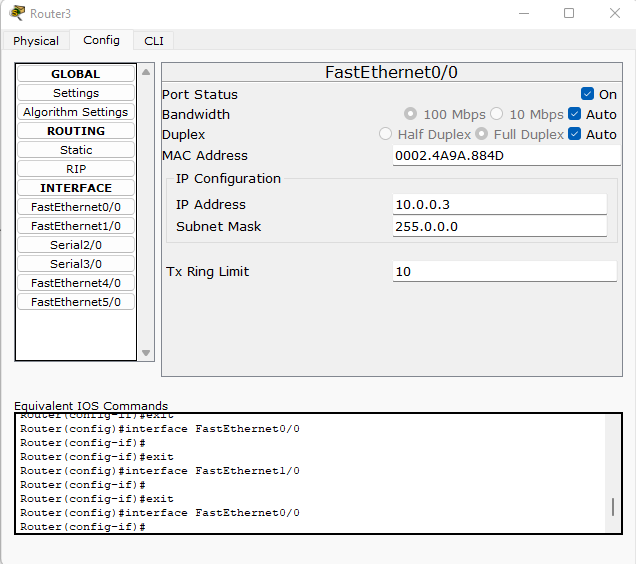 Router3
Physical Config CLI
GLOBAL
Settings
Algorithm Settings
ROUTING
Static
RIP
INTERFACE
FastEthernet0/0
FastEthernet1/0
Serial2/0
Serial3/0
FastEthernet4/0
FastEthernet5/0
FastEthernet0/0
Port Status On
Bandwidth 100 Mbps 10 Mbps Auto
Duplex Half Duplex Full Duplex Auto
MAC Address 0002.4A9A.884D
IP Configuration
IP Address 10.0.0.3
Subnet Mask 255.0.0.0
Tx Ring Limit 10
Equivalent IOS Commands
Router(config-if)#exit
Router(config)#interface FastEthernet0/0
Router(config-if)#
Router(config-if)#exit
Router(config)#interface FastEthernet1/0
Router(config-if)#
Router(config-if)#exit
Router(config)#interface FastEthernet0/0
Router(config-if)#